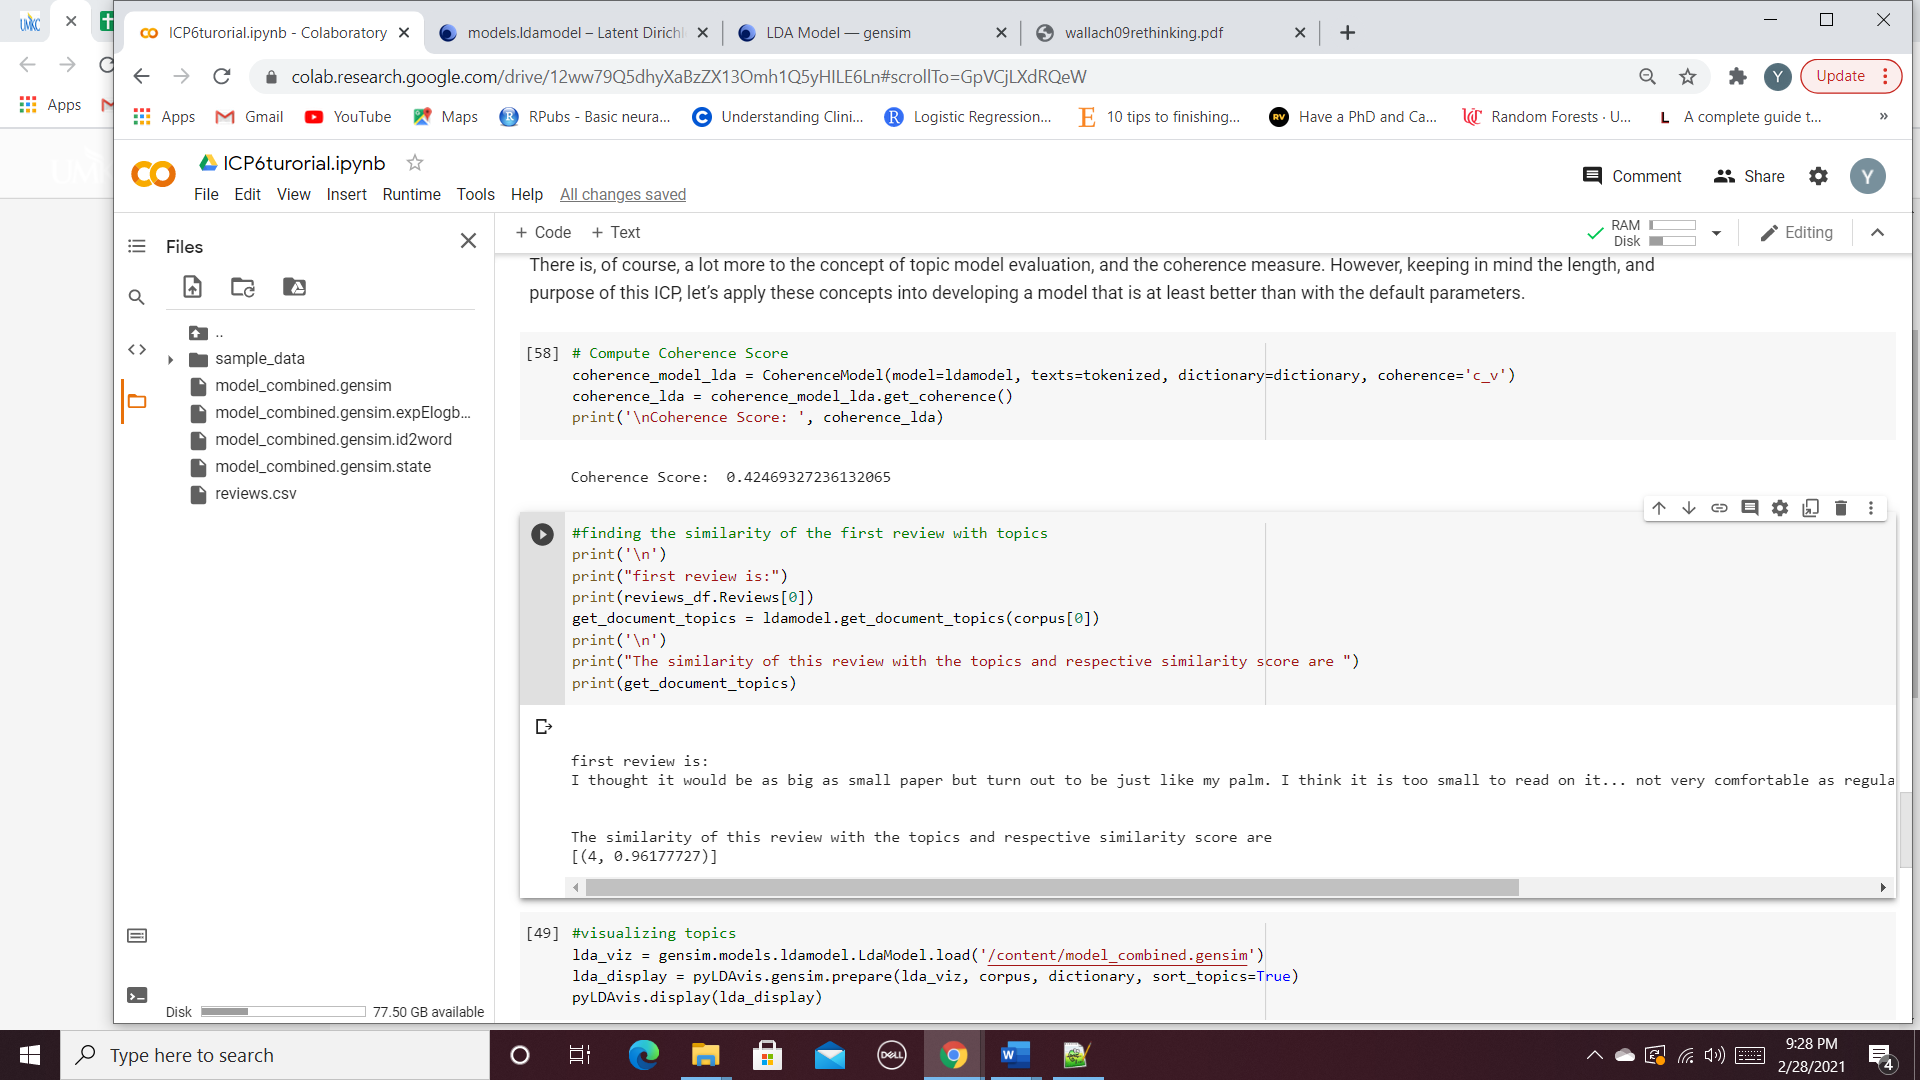 UMKC
Apps
ICP6turorial.ipynb - Colaboratory
models.ldamodel – Latent Dirichl
LDA Model — gensim
wallach09rethinking.pdf
colab.research.google.com/drive/12ww79Q5dhyXaBzZX13Omh1Q5yHILE6Ln#scrollTo=GpVCjLXdRQeW
Y
Update
Apps
Gmail
YouTube
Maps
RPubs - Basic neura...
Understanding Clini...
Logistic Regression...
10 tips to finishing...
Have a PhD and Ca...
Random Forests · U...
A complete guide t...
»
ICP6turorial.ipynb
File Edit View Insert Runtime Tools Help All changes saved
Comment
Share
Y
Files
+ Code + Text
RAM
Disk
Editing
..
sample_data
model_combined.gensim
model_combined.gensim.expElogb...
model_combined.gensim.id2word
model_combined.gensim.state
reviews.csv
Disk
77.50 GB available
There is, of course, a lot more to the concept of topic model evaluation, and the coherence measure. However, keeping in mind the length, and
purpose of this ICP, let’s apply these concepts into developing a model that is at least better than with the default parameters.
[58] # Compute Coherence Score
coherence_model_lda = CoherenceModel(model=ldamodel, texts=tokenized, dictionary=dictionary, coherence='c_v')
coherence_lda = coherence_model_lda.get_coherence()
print('\nCoherence Score: ', coherence_lda)
Coherence Score:  0.42469327236132065
#finding the similarity of the first review with topics
print('\n')
print("first review is:")
print(reviews_df.Reviews[0])
get_document_topics = ldamodel.get_document_topics(corpus[0])
print('\n')
print("The similarity of this review with the topics and respective similarity score are ")
print(get_document_topics)
first review is:
I thought it would be as big as small paper but turn out to be just like my palm. I think it is too small to read on it... not very comfortable as regula
The similarity of this review with the topics and respective similarity score are
[(4, 0.96177727)]
[49] #visualizing topics
lda_viz = gensim.models.ldamodel.LdaModel.load('/content/model_combined.gensim')
lda_display = pyLDAvis.gensim.prepare(lda_viz, corpus, dictionary, sort_topics=True)
pyLDAvis.display(lda_display)
Type here to search
DELL
9:28 PM
2/28/2021
4